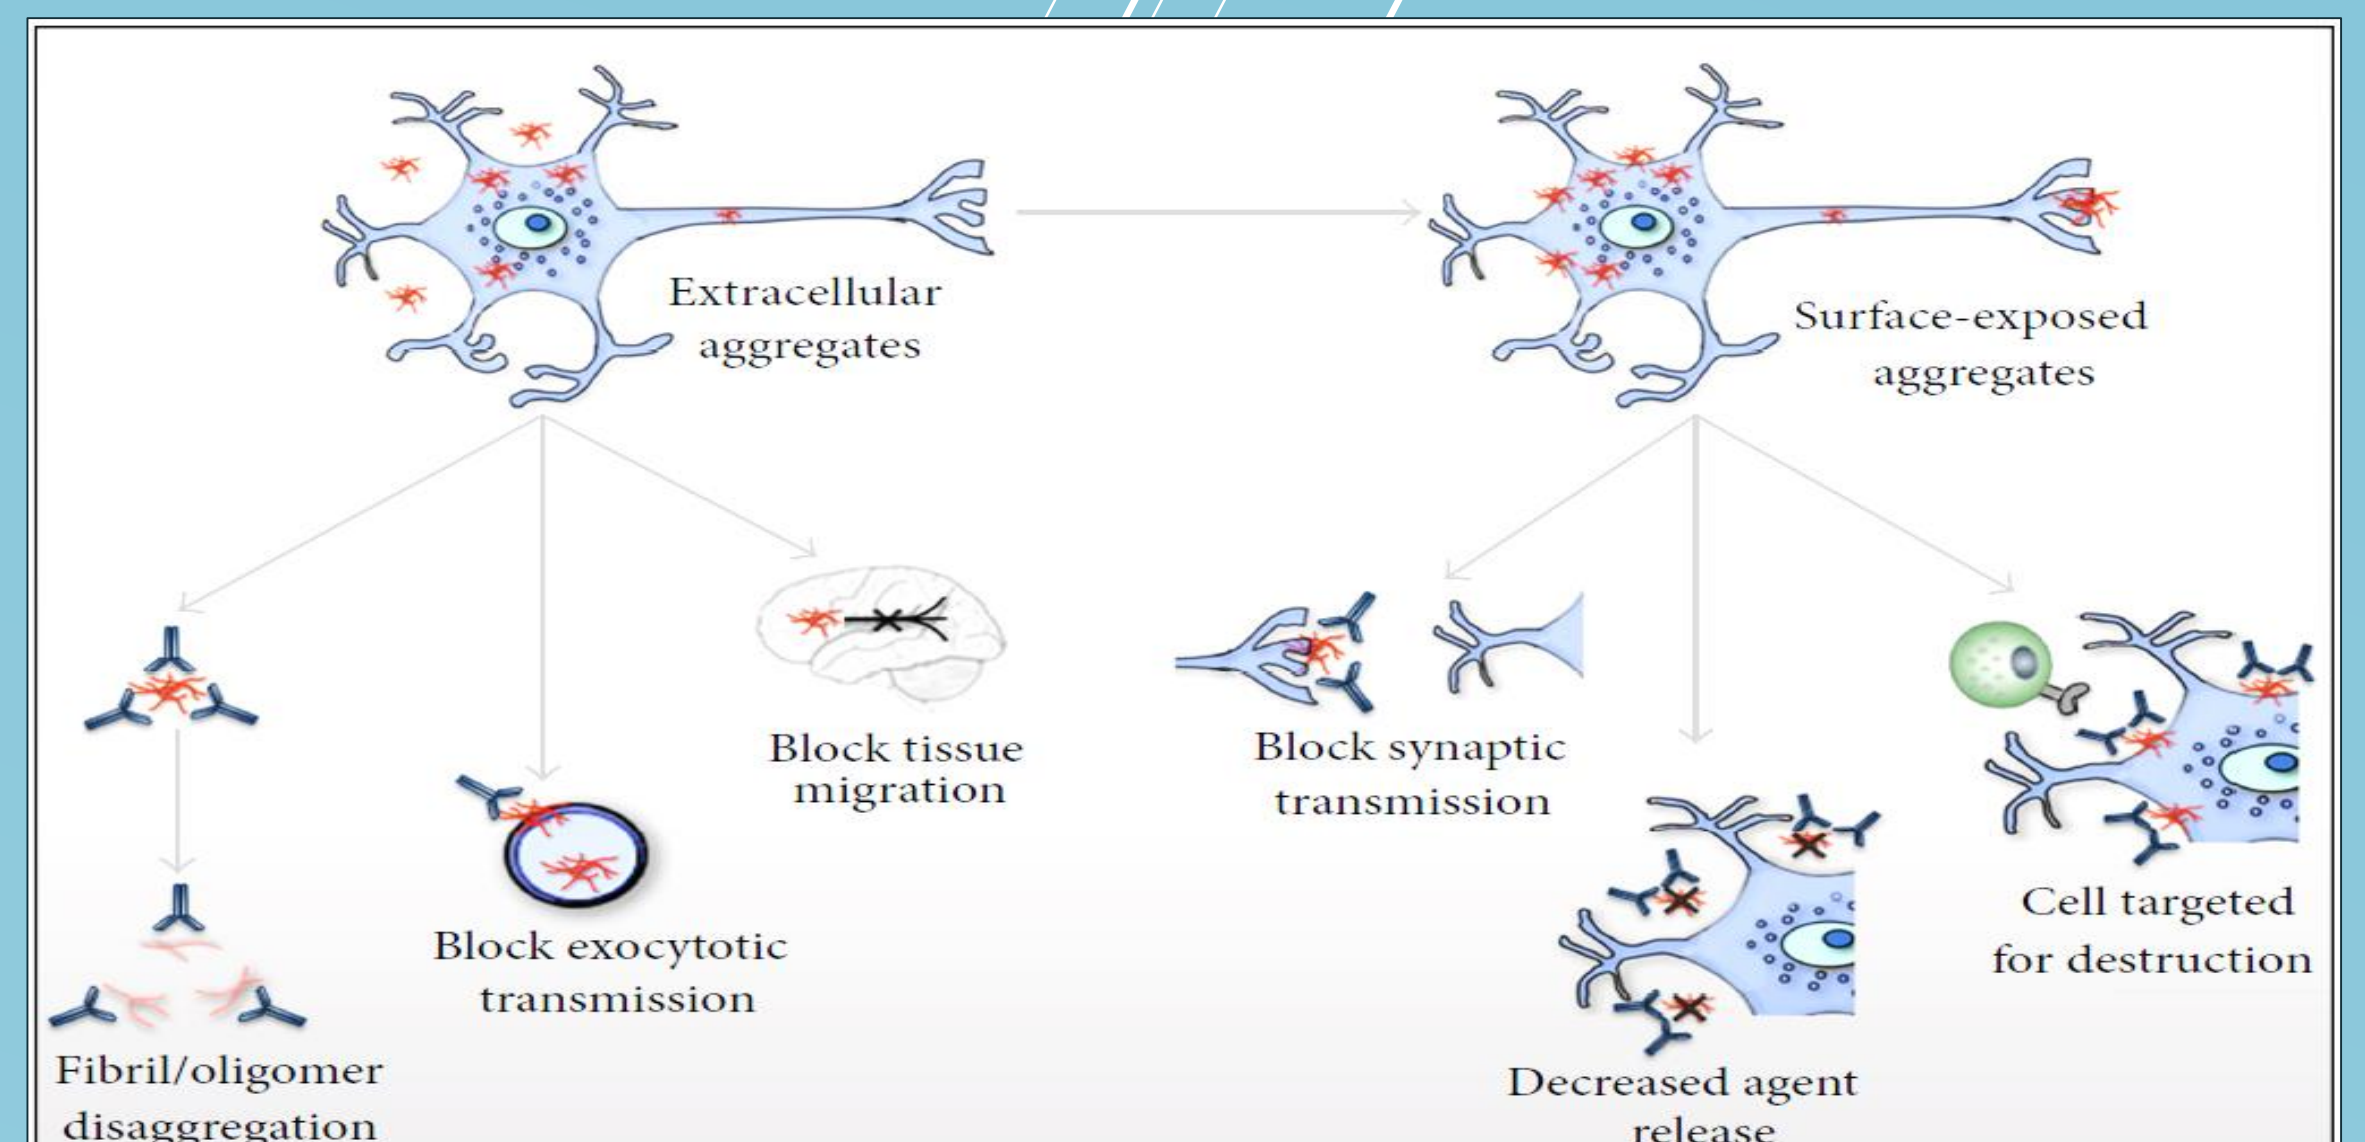 Extracellular
aggregates
Surface-exposed
aggregates
Block tissue
migration
Block synaptic
transmission
Block exocytotic
transmission
Cell targeted
for destruction
Fibril/oligomer
disaggregation
Decreased agent
release